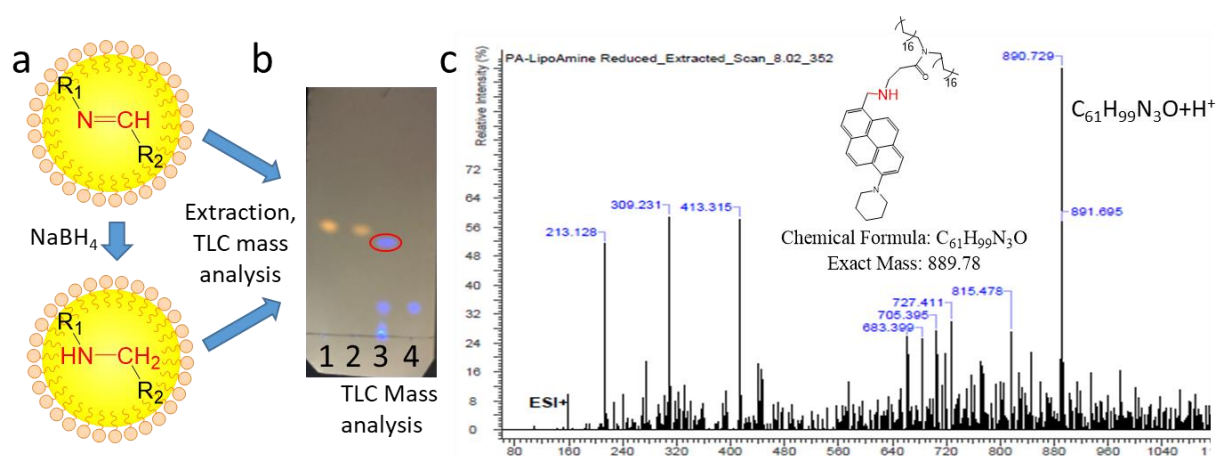 a
R1
N=CH
R2
NaBH4
R1
HN–CH2
R2
Extraction,
TLC mass
analysis
b
1 2 3 4
TLC Mass
analysis
c
PA-LipoAmine Reduced_Extracted_Scan_8.02_352
Relative Intensity (%)
72
64
56
48
40
32
24
16
8
0
ESI+
213.128
309.231
413.315
683.399
705.395
727.411
815.478
890.729
891.695
16
N
16
O
NH
N
C61H99N3O+H+
Chemical Formula: C61H99N3O
Exact Mass: 889.78
80 160 240 320 400 480 560 640 720 800 880 960 1040